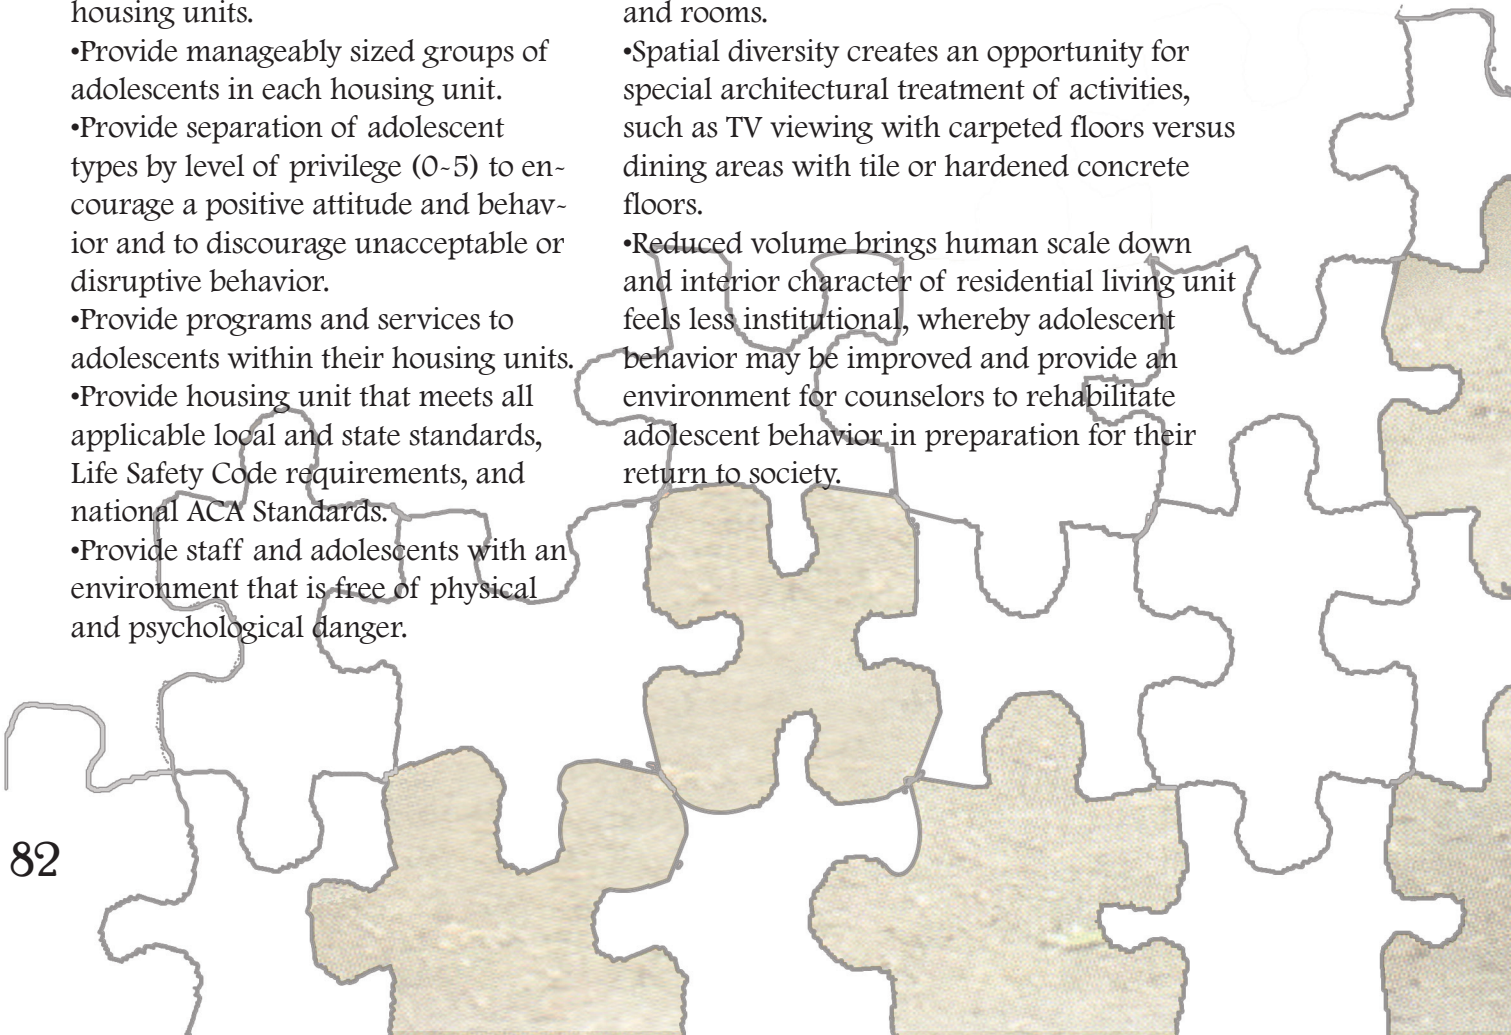 housing units.
•Provide manageably sized groups of
adolescents in each housing unit.
•Provide separation of adolescent
types by level of privilege (0-5) to en-
courage a positive attitude and behav-
ior and to discourage unacceptable or
disruptive behavior.
•Provide programs and services to
adolescents within their housing units.
•Provide housing unit that meets all
applicable local and state standards,
Life Safety Code requirements, and
national ACA Standards.
•Provide staff and adolescents with an
environment that is free of physical
and psychological danger.
and rooms.
•Spatial diversity creates an opportunity for
special architectural treatment of activities,
such as TV viewing with carpeted floors versus
dining areas with tile or hardened concrete
floors.
•Reduced volume brings human scale down
and interior character of residential living unit
feels less institutional, whereby adolescent
behavior may be improved and provide an
environment for counselors to rehabilitate
adolescent behavior in preparation for their
return to society.
82